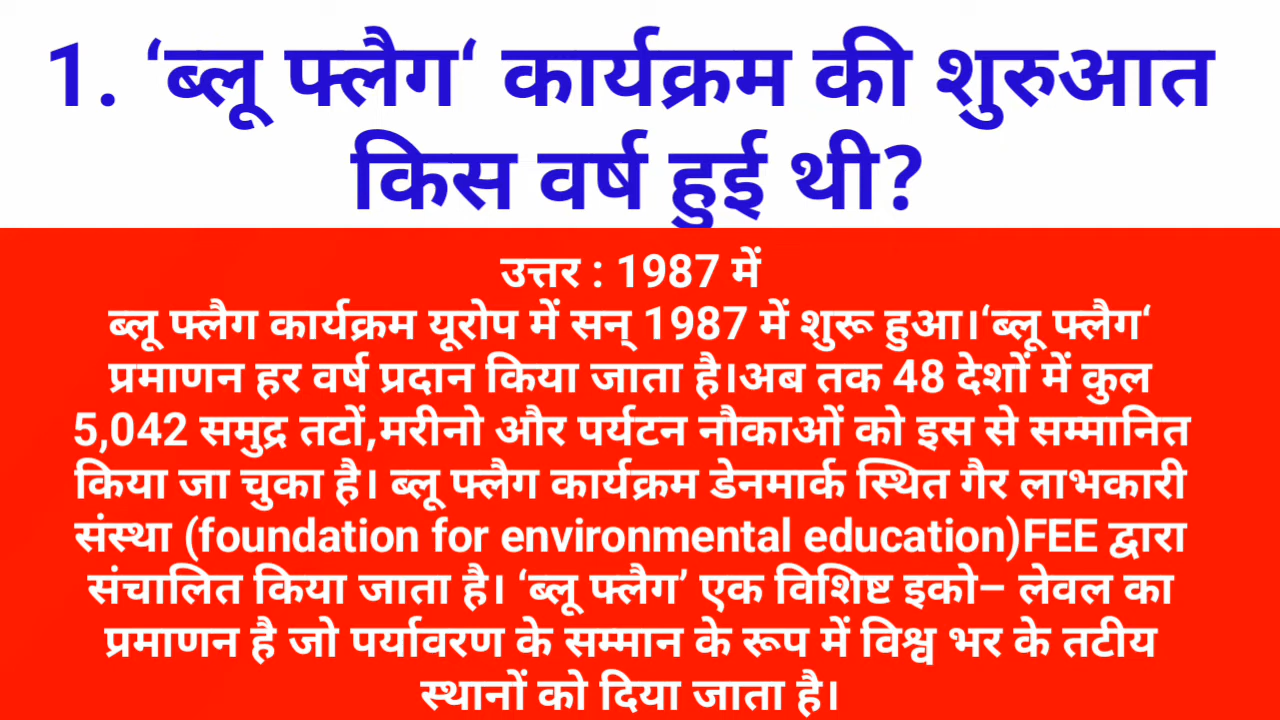 1. ‘ब्लू फ्लैग‘ कार्यक्रम की शुरुआत
किस वर्ष हुई थी?
उत्तर : 1987 में
ब्लू फ्लैग कार्यक्रम यूरोप में सन् 1987 में शुरू हुआ।‘ब्लू फ्लैग‘
प्रमाणन हर वर्ष प्रदान किया जाता है।अब तक 48 देशों में कुल
5,042 समुद्र तटों,मरीनो और पर्यटन नौकाओं को इस से सम्मानित
किया जा चुका है। ब्लू फ्लैग कार्यक्रम डेनमार्क स्थित गैर लाभकारी
संस्था (foundation for environmental education)FEE द्वारा
संचालित किया जाता है। ‘ब्लू फ्लैग’ एक विशिष्ट इको– लेवल का
प्रमाणन है जो पर्यावरण के सम्मान के रूप में विश्व भर के तटीय
स्थानों को दिया जाता है।